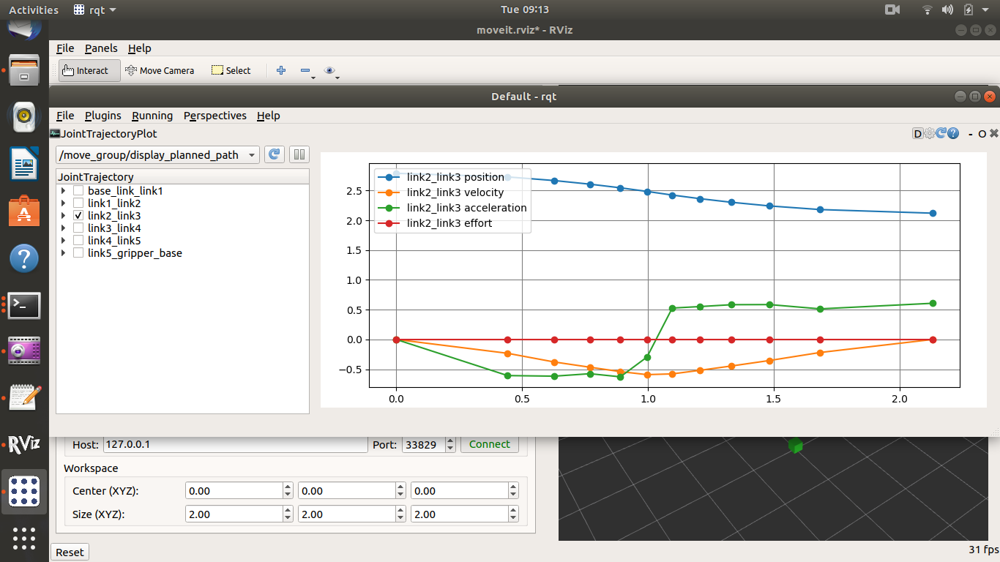 Activities rqt Tue 09:13
moveit.rviz* - RViz
File Panels Help
Interact Move Camera Select
Default - rqt
File Plugins Running Perspectives Help
JointTrajectoryPlot D - O
/move_group/display_planned_path
JointTrajectory
base_link_link1
link1_link2
link2_link3
link3_link4
link4_link5
link5_gripper_base
link2_link3 position
link2_link3 velocity
link2_link3 acceleration
link2_link3 effort
2.5
2.0
1.5
1.0
0.5
0.0
−0.5
0.0 0.5 1.0 1.5 2.0
Host: 127.0.0.1 Port: 33829 Connect
Workspace
Center (XYZ): 0.00 0.00 0.00
Size (XYZ): 2.00 2.00 2.00
Reset 31 fps
RViz